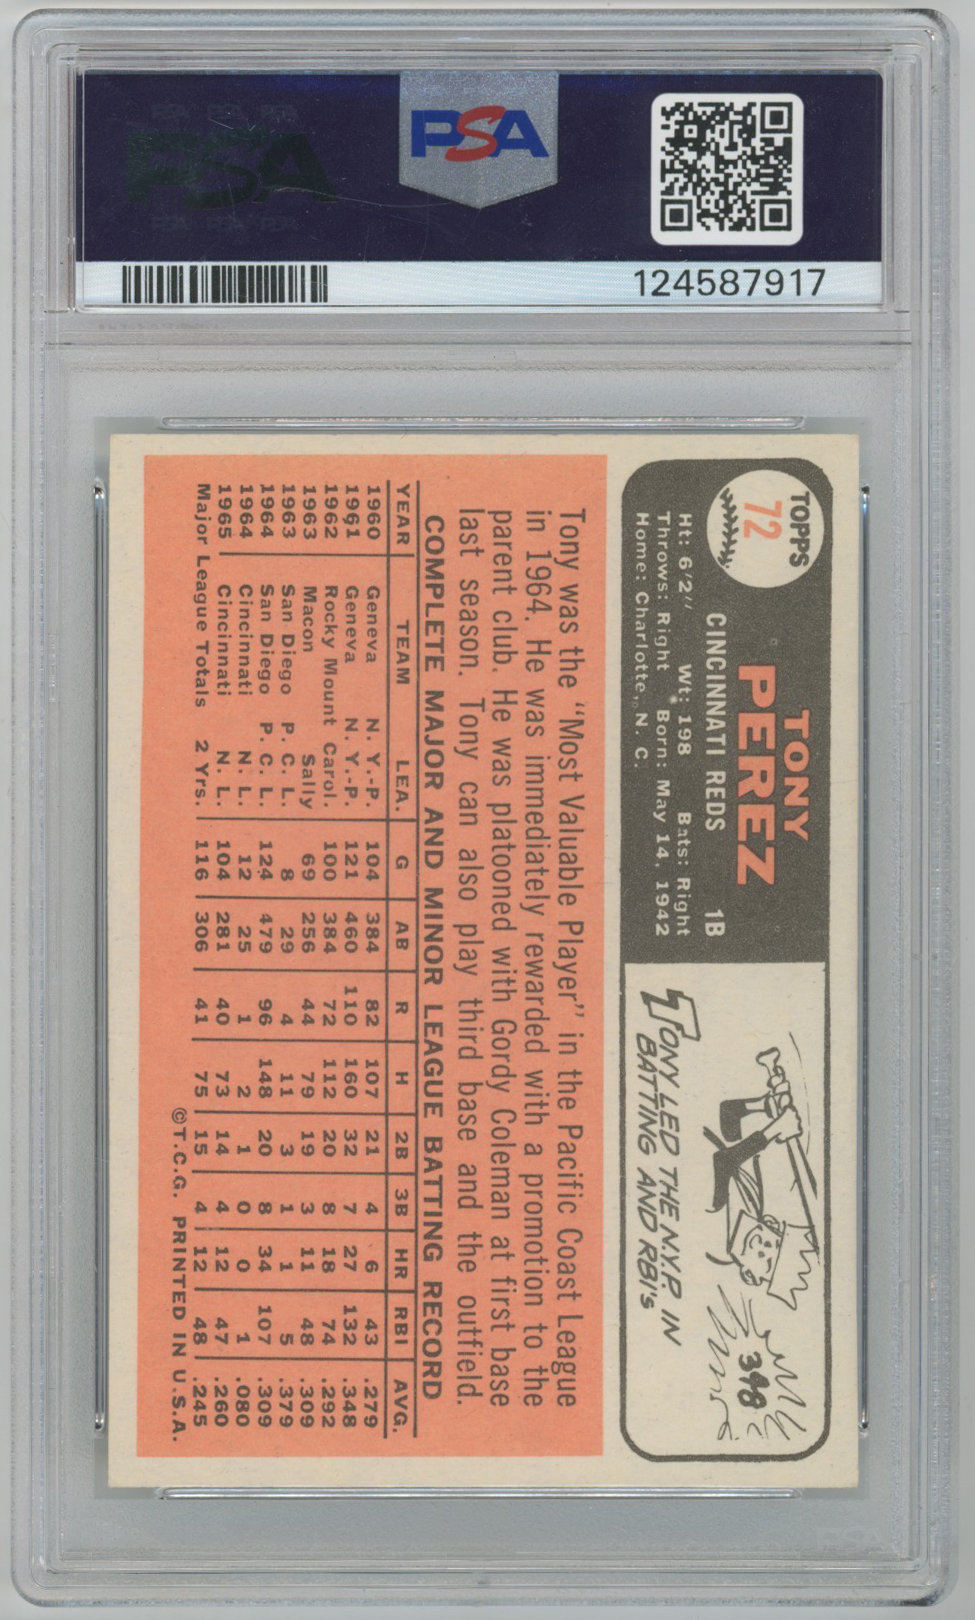 PSA
124587917
TOPPS
72
TONY
PEREZ
CINCINNATI REDS 1B
Ht: 6'2" Wt: 198 Bats: Right
Throws: Right Born: May 14, 1942
Home: Charlotte, N. C.
348
TONY LED THE N.Y.P. IN
BATTING AND RBI's
Tony was the "Most Valuable Player" in the Pacific Coast League
in 1964. He was immediately rewarded with a promotion to the
parent club. He was platooned with Gordy Coleman at first base
last season. Tony can also play third base and the outfield.
COMPLETE MAJOR AND MINOR LEAGUE BATTING RECORD
YEAR TEAM LEA. G AB R H 2B 3B HR RBI AVG.
1960 Geneva N. Y.-P. 104 384 82 107 21 4 6 43 .279
1961 Geneva N. Y.-P. 121 460 110 160 32 7 27 132 .348
1962 Rocky Mount Carol. 100 384 72 112 20 8 18 74 .292
1963 Macon Sally 69 256 44 79 19 3 11 48 .309
1963 San Diego P. C. L. 8 29 4 11 3 1 1 5 .379
1964 San Diego P. C. L. 124 479 96 148 20 8 34 107 .309
1964 Cincinnati N. L. 12 25 1 2 1 0 0 1 .080
1965 Cincinnati N. L. 104 281 40 73 14 4 12 47 .260
Major League Totals 2 Yrs. 116 306 41 75 15 4 12 48 .245
©T.C.G. PRINTED IN U.S.A.